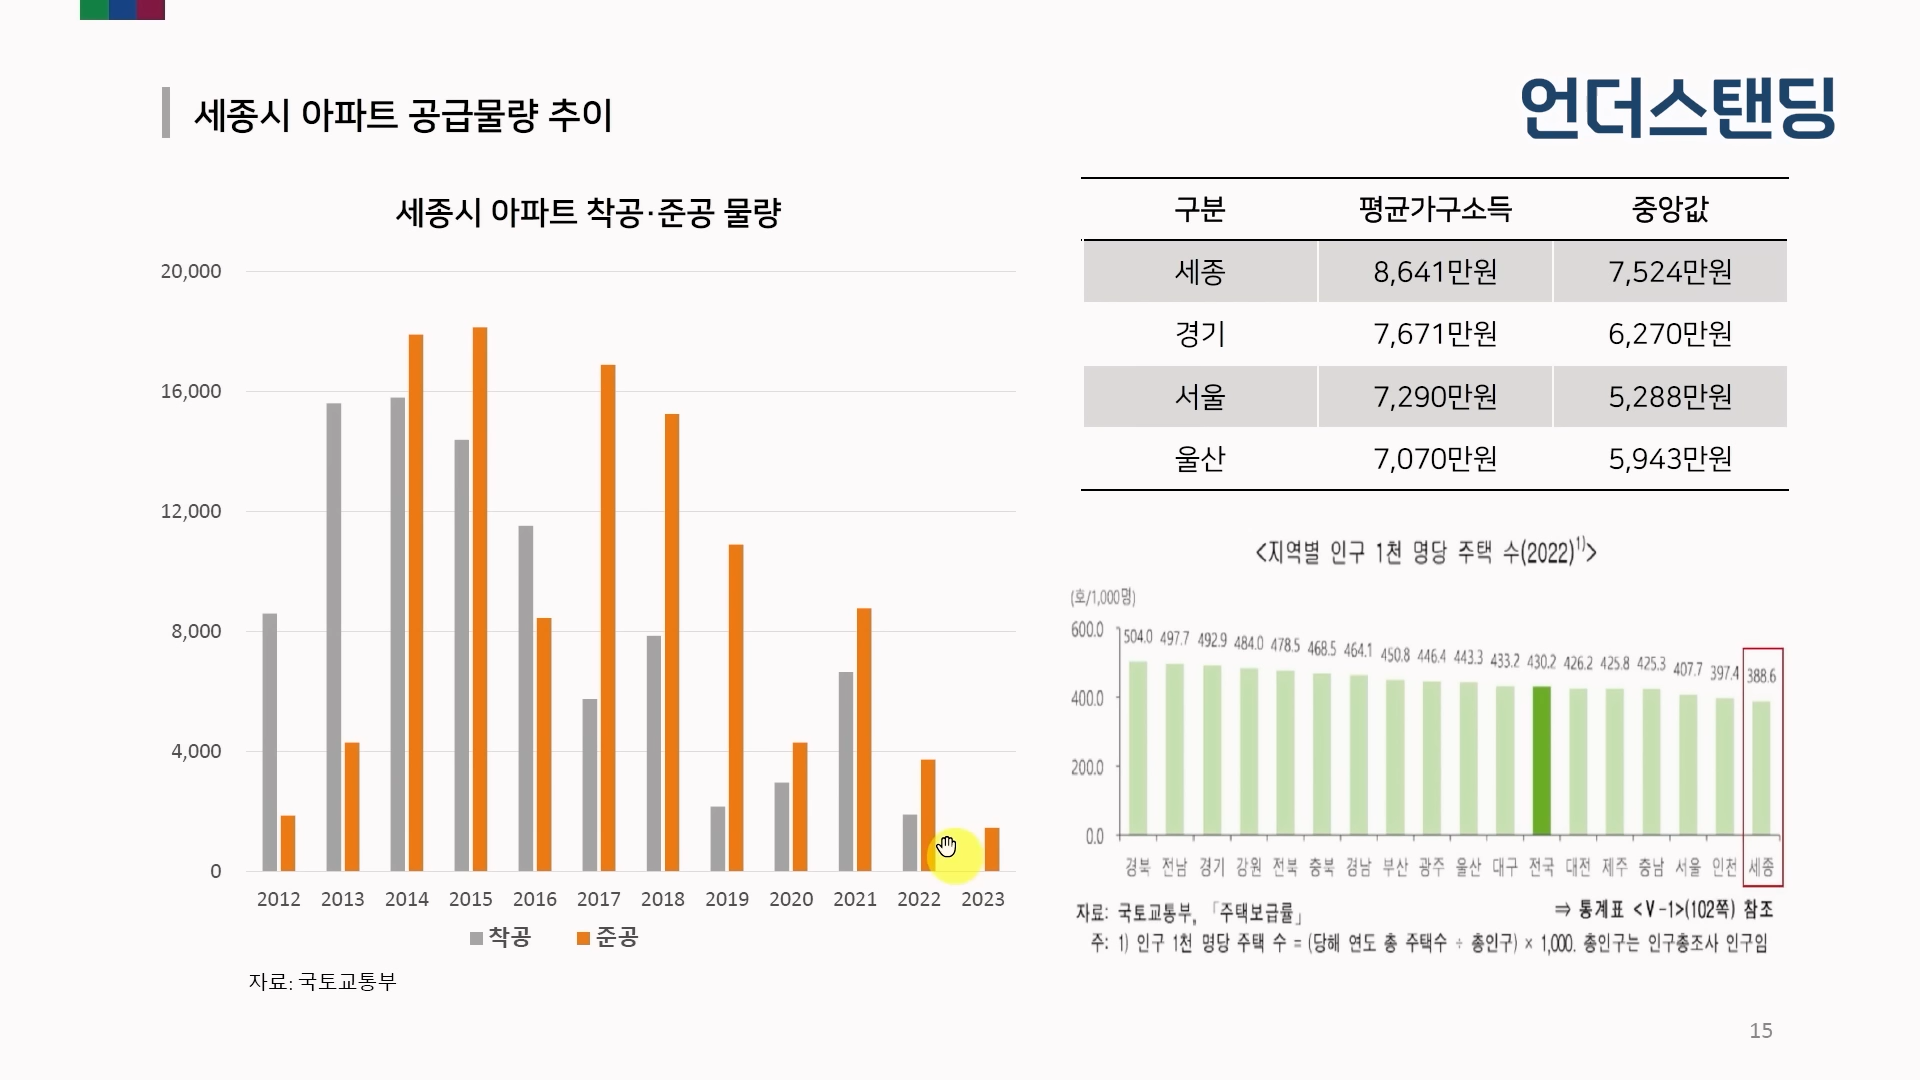 세종시 아파트 공급물량 추이
언더스탠딩
세종시 아파트 착공·준공 물량
20,000
16,000
12,000
8,000
4,000
0
2012 2013 2014 2015 2016 2017 2018 2019 2020 2021 2022 2023
착공 준공
자료: 국토교통부
구분 평균가구소득 중앙값
세종 8,641만원 7,524만원
경기 7,671만원 6,270만원
서울 7,290만원 5,288만원
울산 7,070만원 5,943만원
<지역별 인구 1천 명당 주택 수(2022)1)>
(호/1,000명)
600.0
400.0
200.0
0.0
504.0 497.7 492.9 484.0 478.5 468.5 464.1 450.8 446.4 443.3 433.2 430.2 426.2 425.8 425.3 407.7 397.4 388.6
경북 전남 경기 강원 전북 충북 경남 부산 광주 울산 대구 전국 대전 제주 충남 서울 인천 세종
자료: 국토교통부, 「주택보급률」 ⇒ 통계표 <Ⅴ-1>(102쪽) 참조
주: 1) 인구 1천 명당 주택 수 = (당해 연도 총 주택수 ÷ 총인구) × 1,000. 총인구는 인구총조사 인구임
15